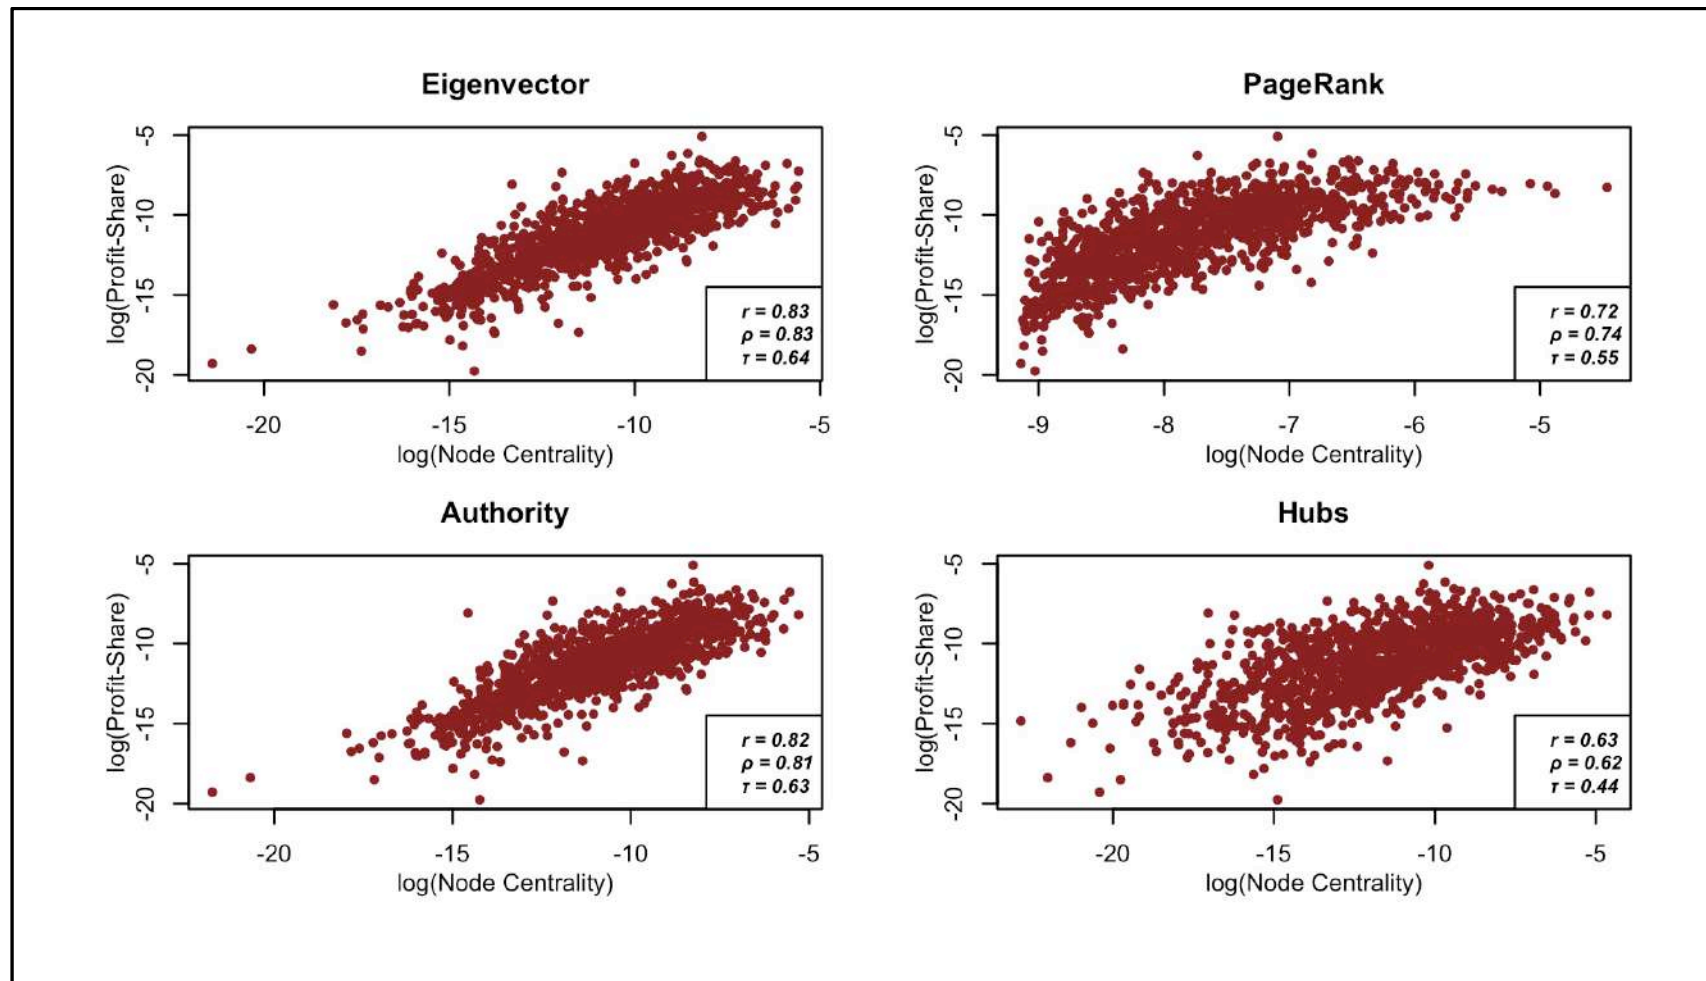 Eigenvector
log(Profit-Share)
-5
-10
-15
-20
r = 0.83
ρ = 0.83
τ = 0.64
-20 -15 -10 -5
log(Node Centrality)
PageRank
log(Profit-Share)
-5
-10
-15
-20
r = 0.72
ρ = 0.74
τ = 0.55
-9 -8 -7 -6 -5
log(Node Centrality)
Authority
log(Profit-Share)
-5
-10
-15
-20
r = 0.82
ρ = 0.81
τ = 0.63
-20 -15 -10 -5
log(Node Centrality)
Hubs
log(Profit-Share)
-5
-10
-15
-20
r = 0.63
ρ = 0.62
τ = 0.44
-20 -15 -10 -5
log(Node Centrality)